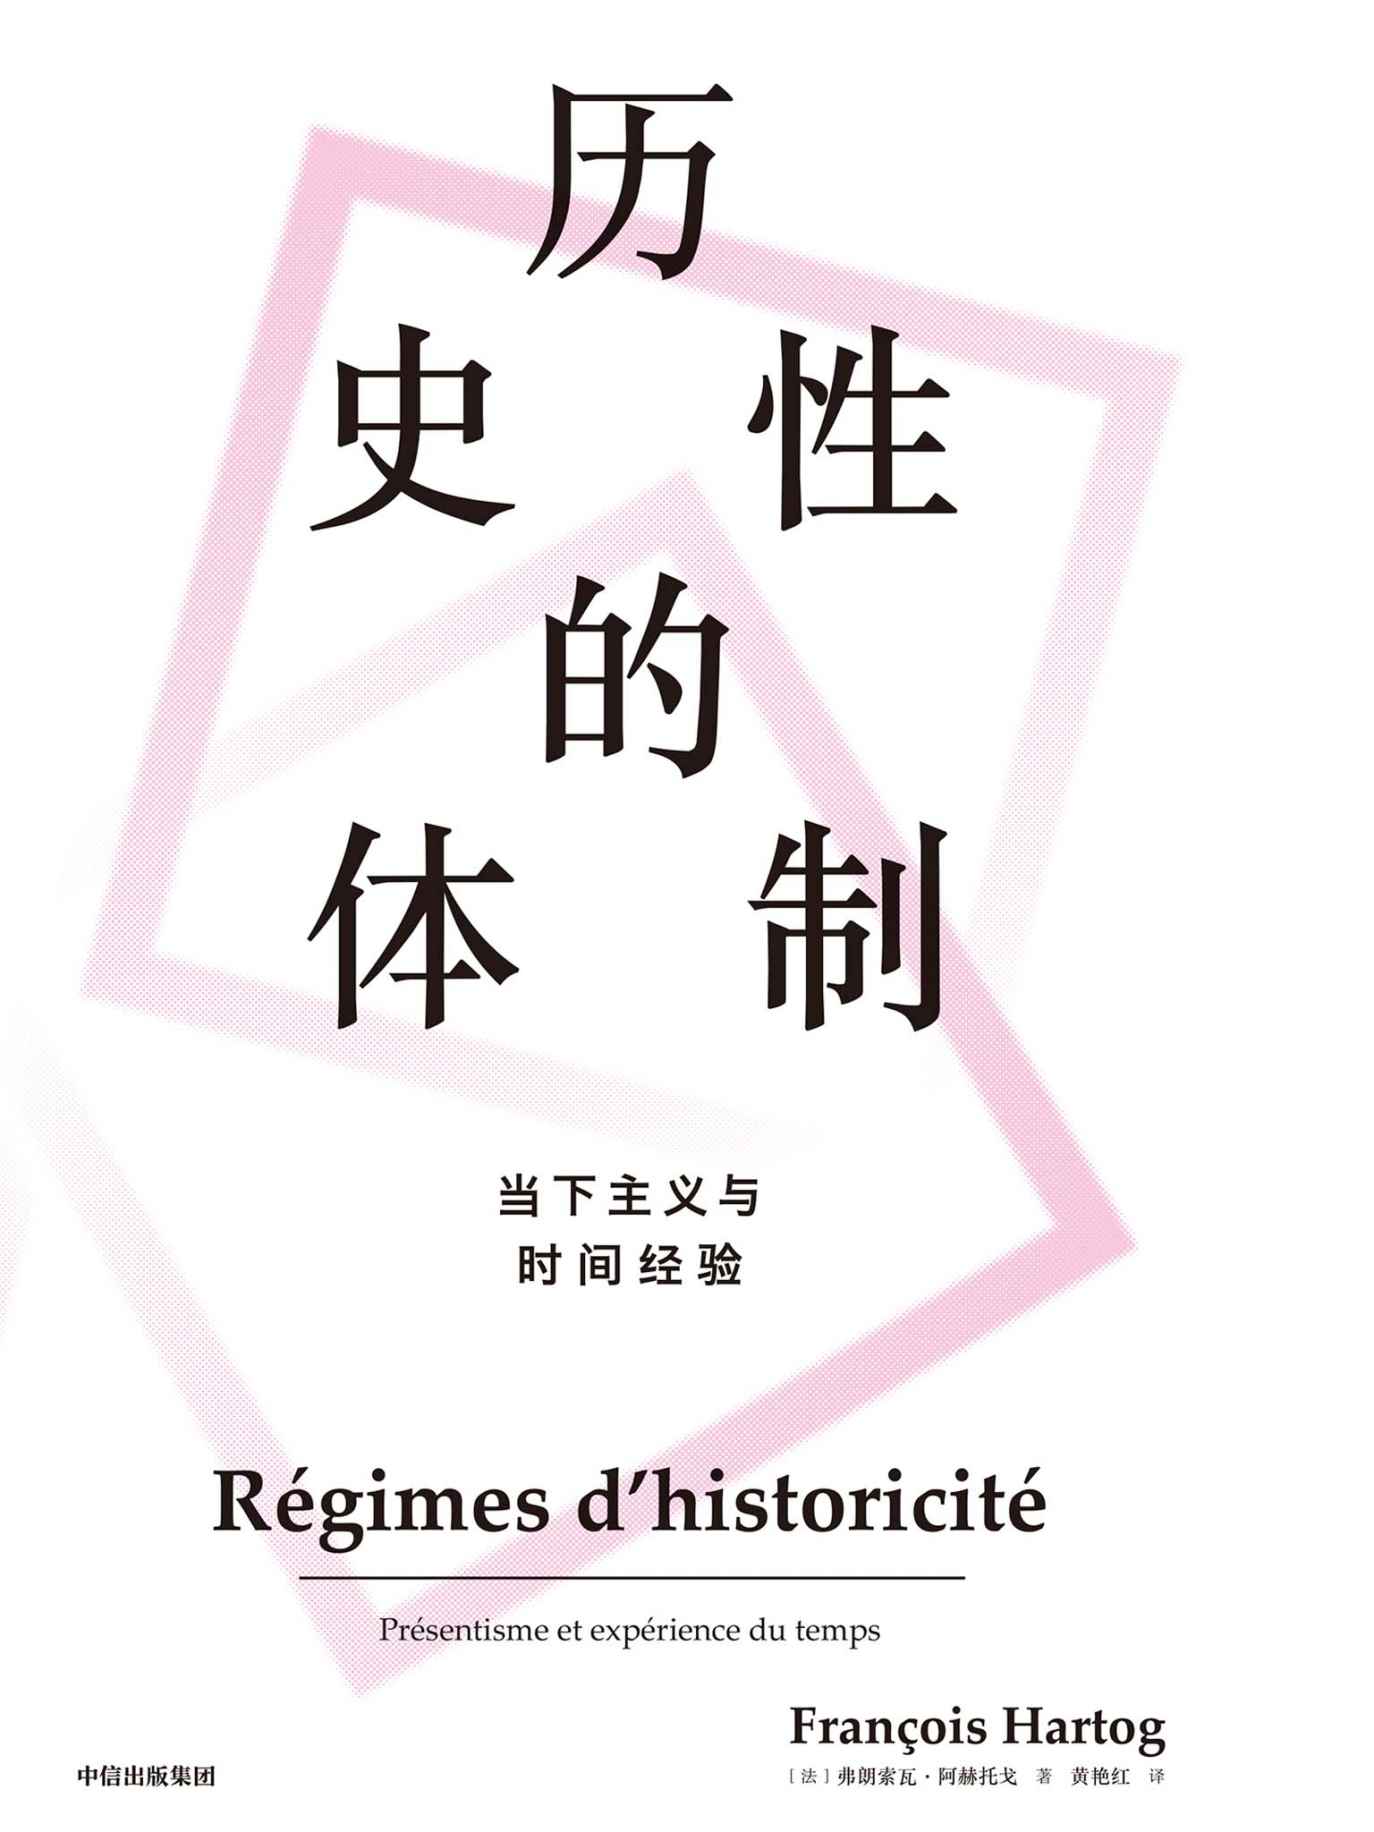 历
史 性
的
体 制
当下主义与
时间经验
Régimes d’historicité
Présentisme et expérience du temps
François Hartog
[法]弗朗索瓦·阿赫托戈 著 黄艳红 译
中信出版集团